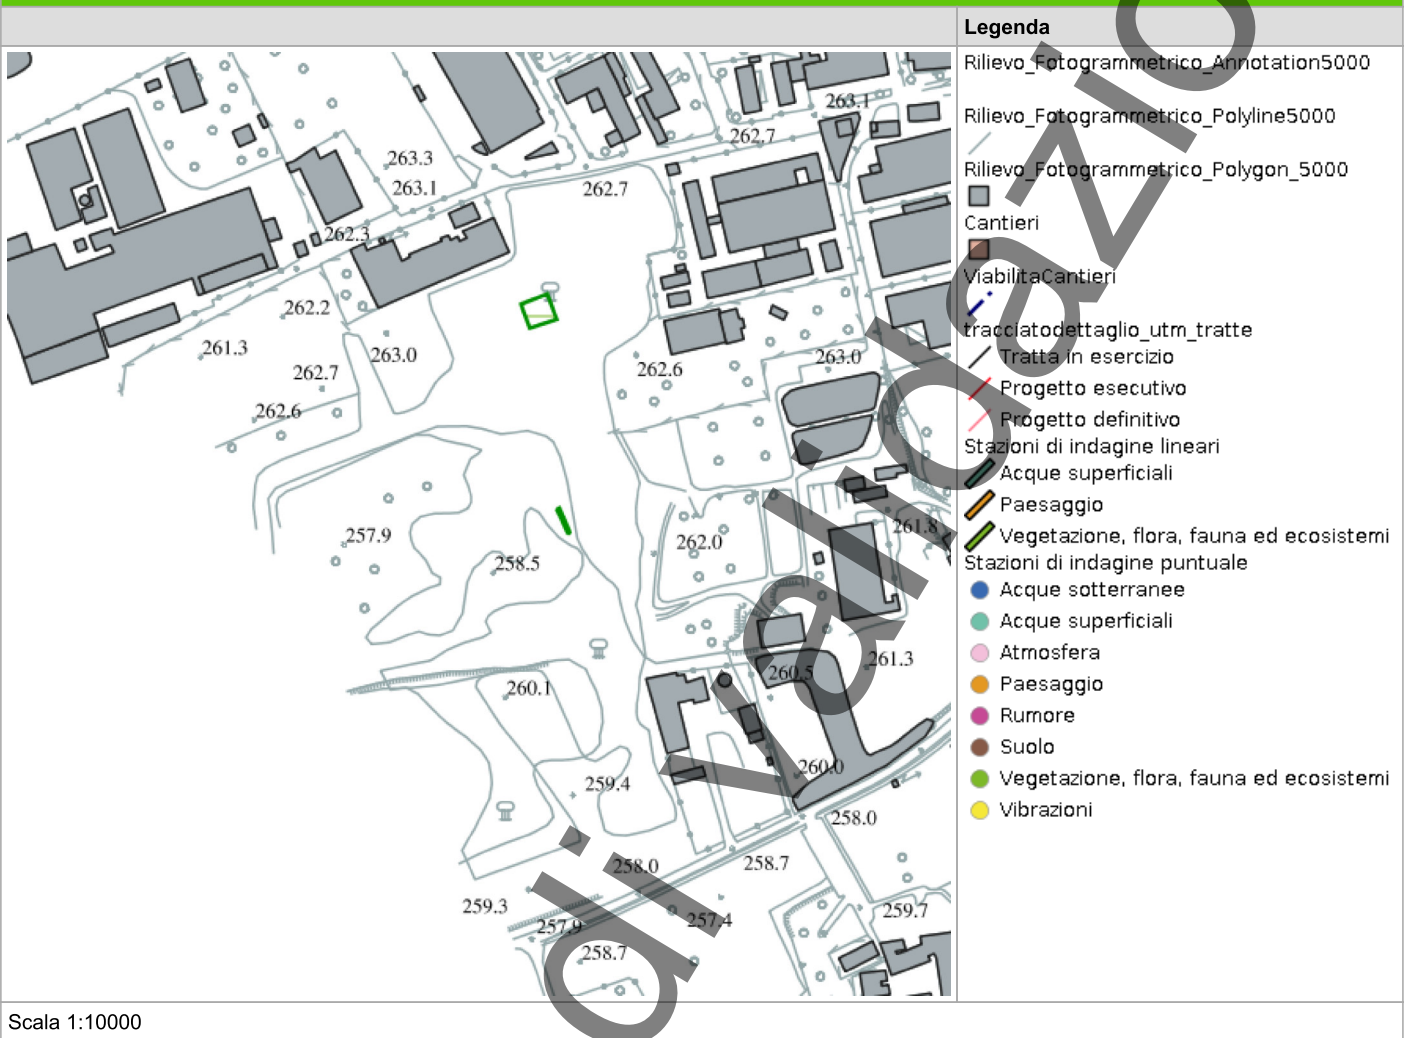 Legenda
Rilievo_Fotogrammetrico_Annotation5000
Rilievo_Fotogrammetrico_Polyline5000
Rilievo_Fotogrammetrico_Polygon_5000
Cantieri
ViabilitaCantieri
tracciatodettaglio_utm_tratte
Tratta in esercizio
Progetto esecutivo
Progetto definitivo
Stazioni di indagine lineari
Acque superficiali
Paesaggio
Vegetazione, flora, fauna ed ecosistemi
Stazioni di indagine puntuale
Acque sotterranee
Acque superficiali
Atmosfera
Paesaggio
Rumore
Suolo
Vegetazione, flora, fauna ed ecosistemi
Vibrazioni
263.1
262.7
263.3
263.1
262.7
262.3
262.2
261.3
263.0
262.7
262.6
262.6
263.0
257.9
258.5
262.0
261.8
261.3
260.5
260.1
260.0
259.4
258.0
258.7
258.0
259.3
257.9
257.4
259.7
258.7
di validazio
Scala 1:10000